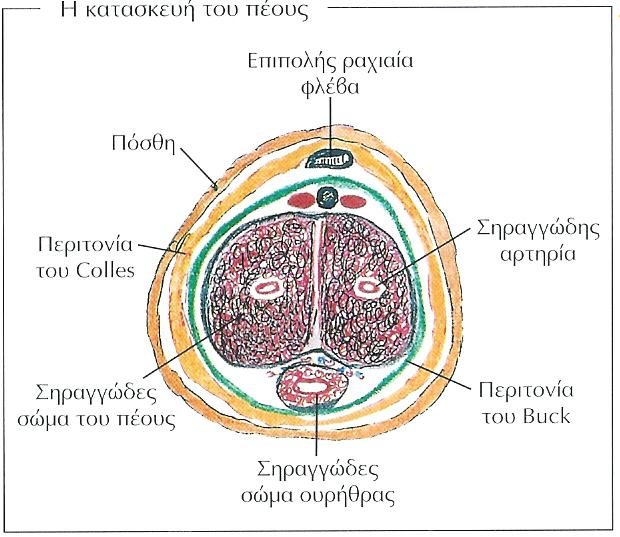 Η κατασκευή του πέους
Επιπολής ραχιαία
φλέβα
Πόσθη
Σηραγγώδης
αρτηρία
Περιτονία
του Colles
Σηραγγώδες
σώμα του πέους
Περιτονία
του Buck
Σηραγγώδες
σώμα ουρήθρας